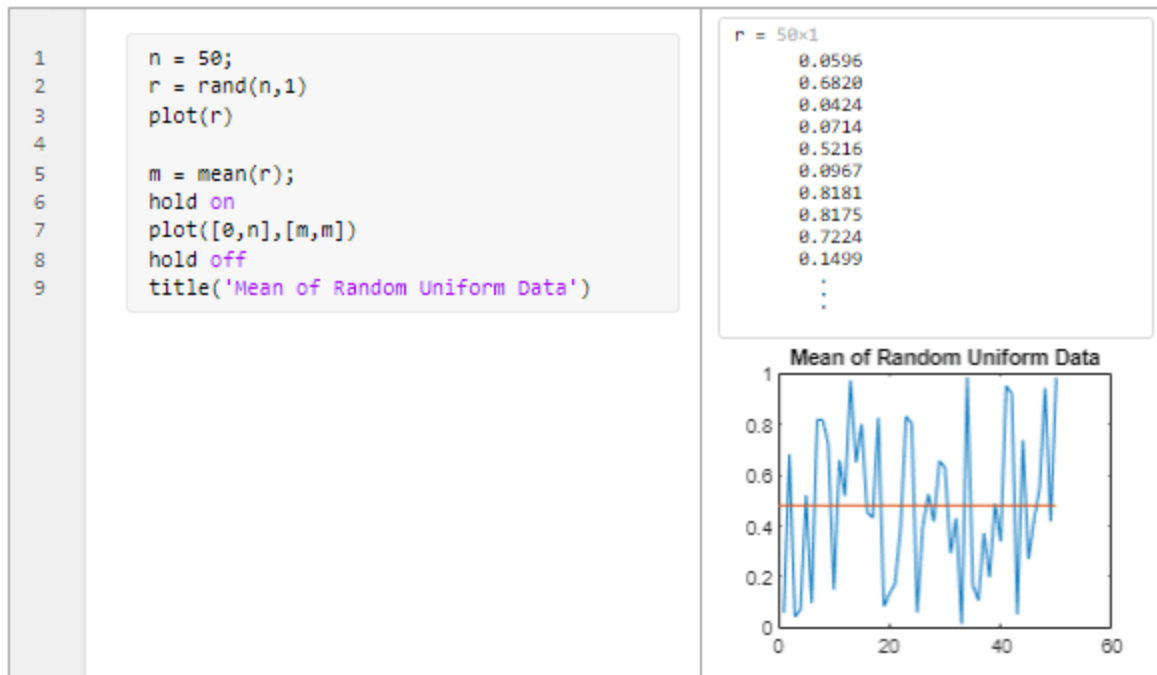 1 n = 50;
2 r = rand(n,1)
3 plot(r)
4
5 m = mean(r);
6 hold on
7 plot([0,n],[m,m])
8 hold off
9 title('Mean of Random Uniform Data')
r = 50×1
0.0596
0.6820
0.0424
0.0714
0.5216
0.0967
0.8181
0.8175
0.7224
0.1499
⋮
Mean of Random Uniform Data
1
0.8
0.6
0.4
0.2
0
0 20 40 60